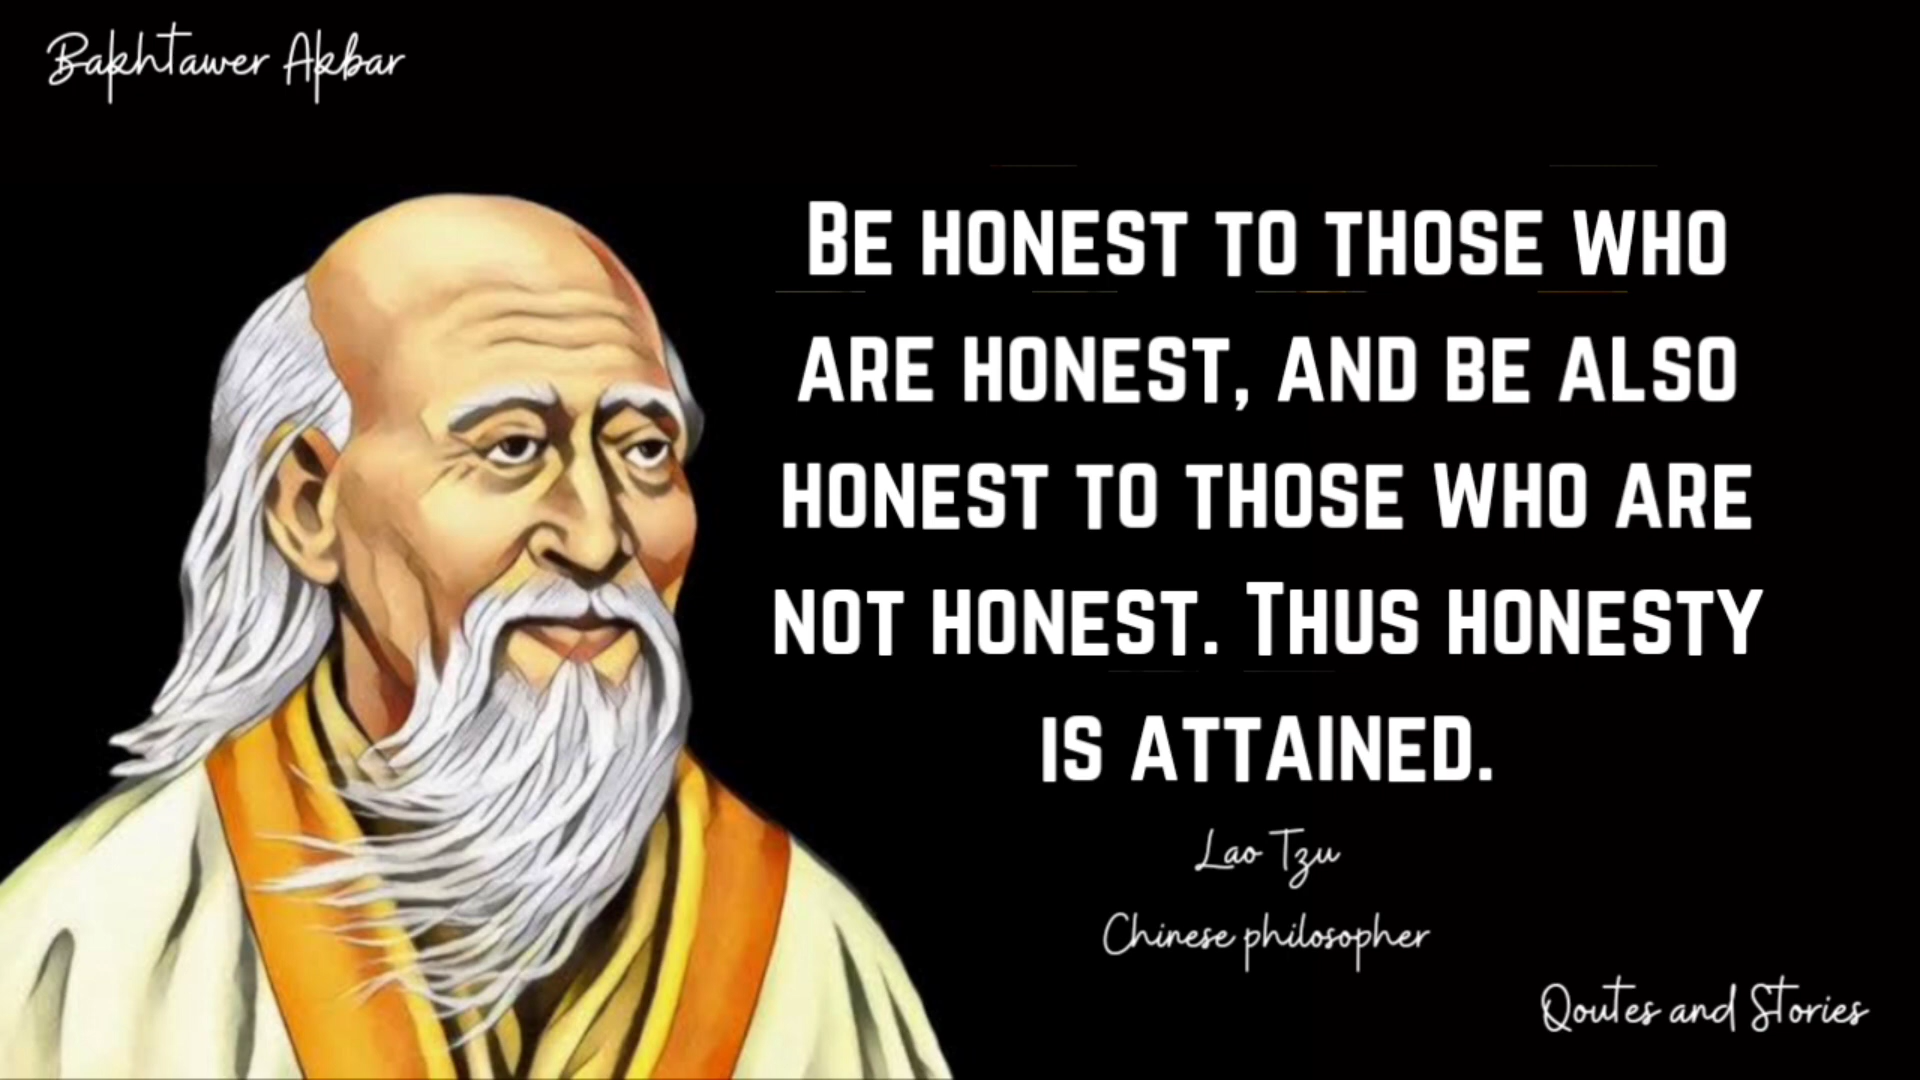 Bakhtawer Akbar
Be honest to those who
are honest, and be also
honest to those who are
not honest. Thus honesty
is attained.
Lao Tzu
Chinese philosopher
Qoutes and Stories